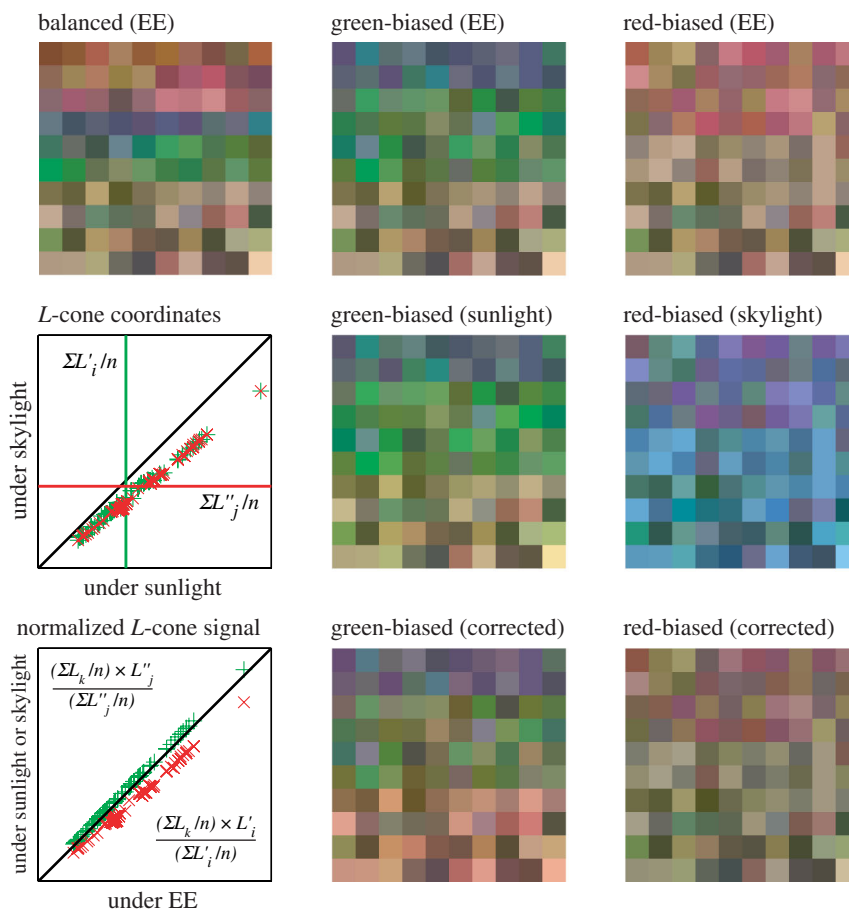 balanced (EE)
green-biased (EE)
red-biased (EE)
L-cone coordinates
green-biased (sunlight)
red-biased (skylight)
under skylight
ΣL'i/n
ΣL''j/n
under sunlight
normalized L-cone signal
green-biased (corrected)
red-biased (corrected)
under sunlight or skylight
(ΣLk/n) × L''j
(ΣL''j/n)
(ΣLk/n) × L'i
(ΣL'i/n)
under EE